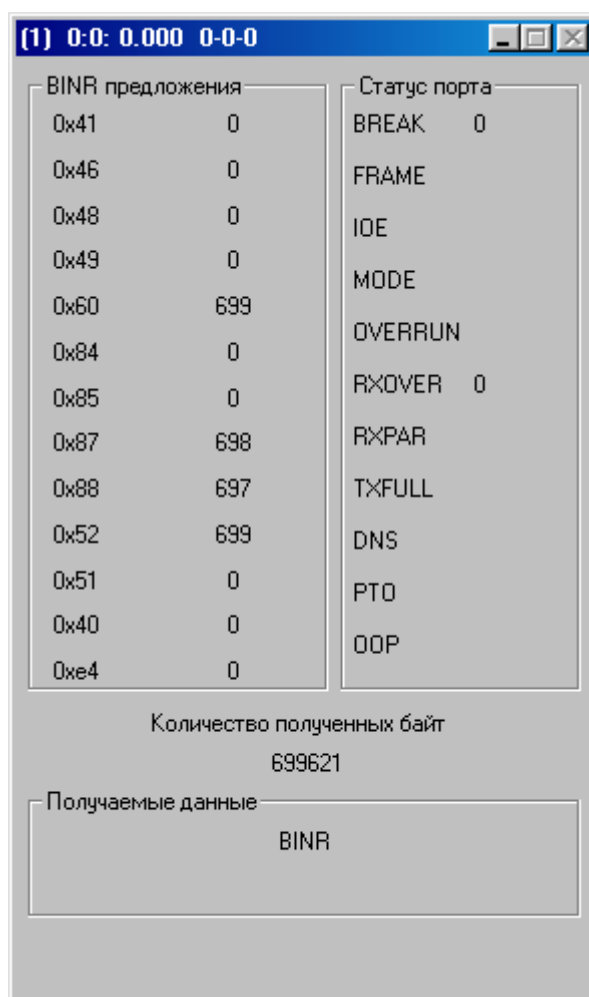 (1) 0:0: 0.000 0-0-0
BINR предложения
0x41 0
0x46 0
0x48 0
0x49 0
0x60 699
0x84 0
0x85 0
0x87 698
0x88 697
0x52 699
0x51 0
0x40 0
0xe4 0
Статус порта
BREAK 0
FRAME
IOE
MODE
OVERRUN
RXOVER 0
RXPAR
TXFULL
DNS
PTO
OOP
Количество полученных байт
699621
Получаемые данные
BINR